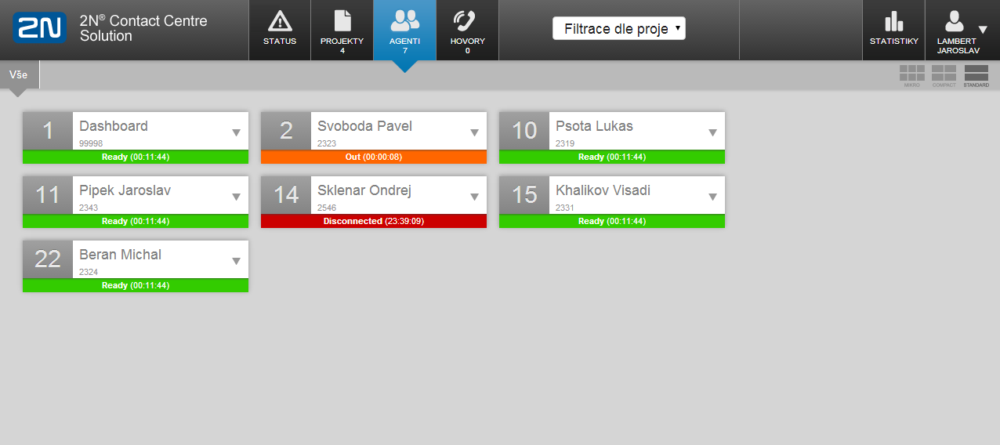 2N
2N® Contact Centre
Solution
STATUS
PROJEKTY
4
AGENTI
7
HOVORY
0
Filtrace dle proje
STATISTIKY
LAMBERT
JAROSLAV
Vše
MIKRO
COMPACT
STANDARD
1
Dashboard
99998
Ready (00:11:44)
2
Svoboda Pavel
2323
Out (00:00:08)
10
Psota Lukas
2319
Ready (00:11:44)
11
Pipek Jaroslav
2343
Ready (00:11:44)
14
Sklenar Ondrej
2546
Disconnected (23:39:09)
15
Khalikov Visadi
2331
Ready (00:11:44)
22
Beran Michal
2324
Ready (00:11:44)